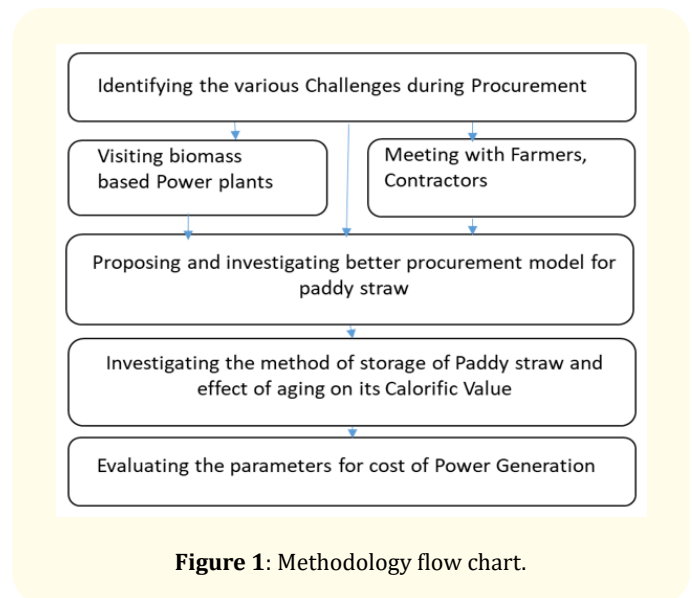 Identifying the various Challenges during Procurement
Visiting biomass
based Power plants
Meeting with Farmers,
Contractors
Proposing and investigating better procurement model for
paddy straw
Investigating the method of storage of Paddy straw and
effect of aging on its Calorific Value
Evaluating the parameters for cost of Power Generation
Figure 1: Methodology flow chart.